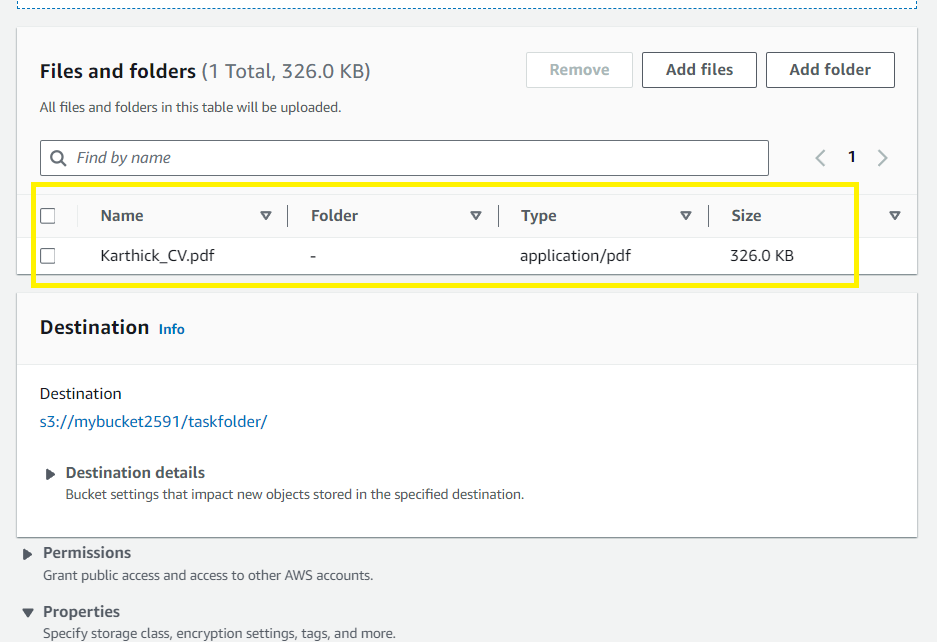 Files and folders (1 Total, 326.0 KB)
Remove
Add files
Add folder
All files and folders in this table will be uploaded.
Find by name
1
Name Folder Type Size
Karthick_CV.pdf - application/pdf 326.0 KB
Destination Info
Destination
s3://mybucket2591/taskfolder/
Destination details
Bucket settings that impact new objects stored in the specified destination.
Permissions
Grant public access and access to other AWS accounts.
Properties
Specify storage class, encryption settings, tags, and more.